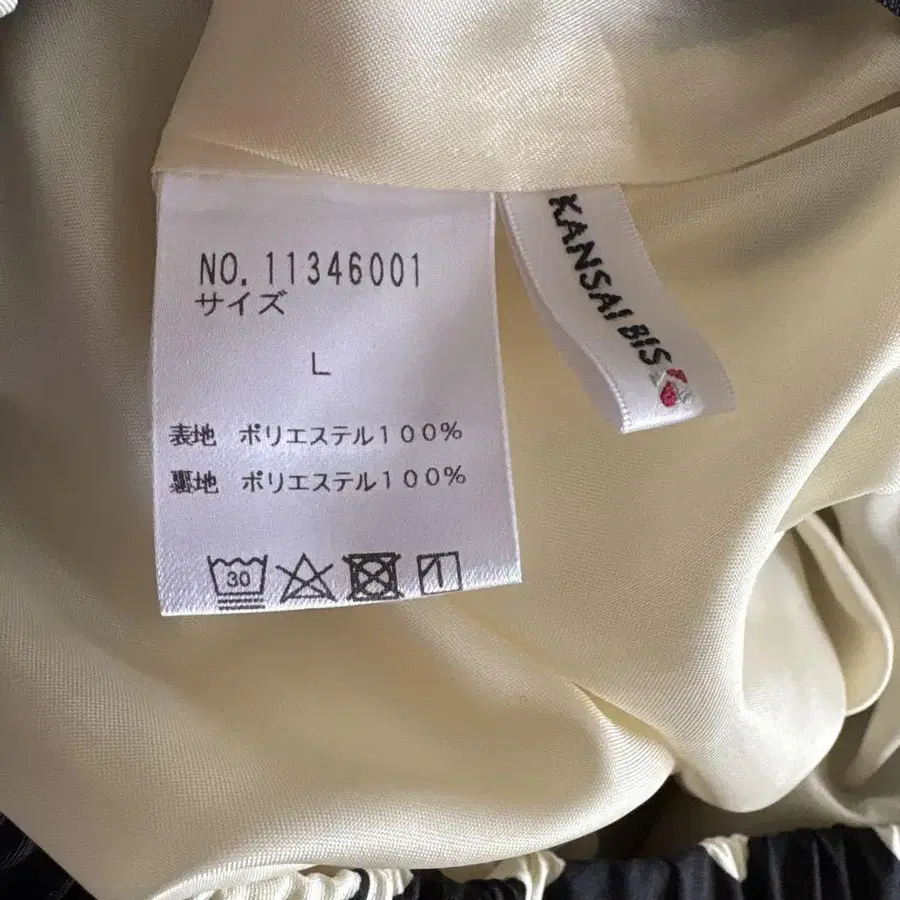 NO. 11346001
サイズ
L
表地 ポリエステル100%
裏地 ポリエステル100%
30
KANSAI BIS